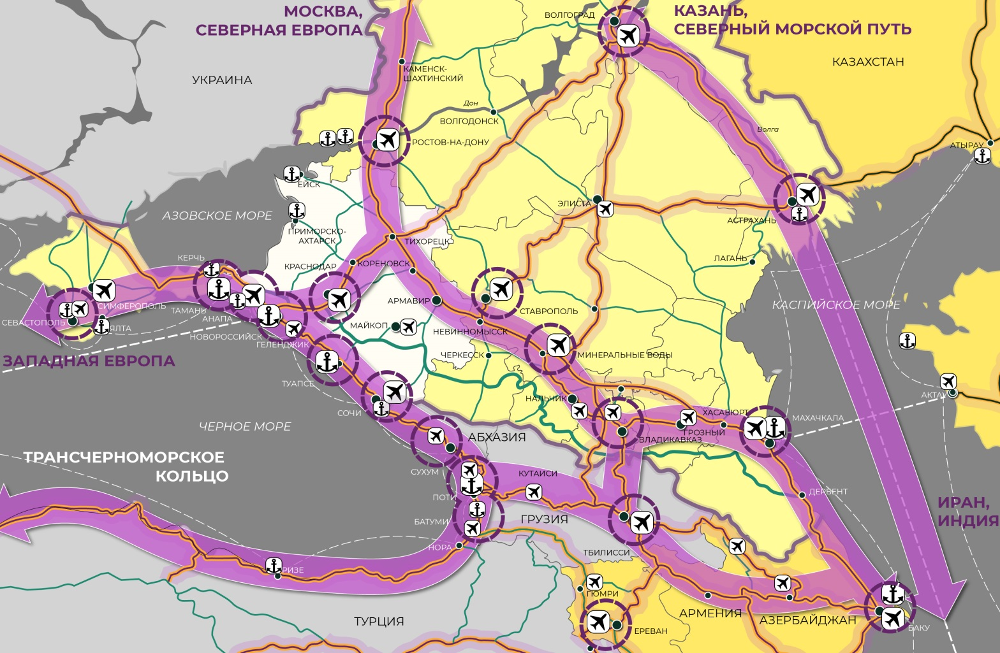 МОСКВА,
СЕВЕРНАЯ ЕВРОПА
ВОЛГОГРАД
КАЗАНЬ,
СЕВЕРНЫЙ МОРСКОЙ ПУТЬ
КАЗАХСТАН
УКРАИНА
КАМЕНСК-
ШАХТИНСКИЙ
Дон
ВОЛГОДОНСК
Волга
РОСТОВ-НА-ДОНУ
АТЫРАУ
ЕЙСК
АЗОВСКОЕ МОРЕ
ЭЛИСТА
АСТРАХАНЬ
ПРИМОРСКО-
АХТАРСК
ТИХОРЕЦК
КЕРЧЬ
КРАСНОДАР
КОРЕНОВСК
ЛАГАНЬ
АРМАВИР
СИМФЕРОПОЛЬ
ТАМАНЬ
АНАПА
СТАВРОПОЛЬ
КАСПИЙСКОЕ МОРЕ
СЕВАСТОПОЛЬ
ЯЛТА
НОВОРОССИЙСК
МАЙКОП
НЕВИННОМЫССК
ГЕЛЕНДЖИК
ЧЕРКЕССК
МИНЕРАЛЬНЫЕ ВОДЫ
ЗАПАДНАЯ ЕВРОПА
ТУАПСЕ
НАЛЬЧИК
АКТАУ
СОЧИ
ХАСАВЮРТ
МАХАЧКАЛА
ЧЕРНОЕ МОРЕ
ГРОЗНЫЙ
АБХАЗИЯ
ВЛАДИКАВКАЗ
ТРАНСЧЕРНОМОРСКОЕ
КОЛЬЦО
СУХУМ
КУТАИСИ
ПОТИ
ДЕРБЕНТ
ИРАН,
ИНДИЯ
БАТУМИ
ГРУЗИЯ
НОРА
ТБИЛИССИ
РИЗЕ
ГЮМРИ
ТУРЦИЯ
АРМЕНИЯ
АЗЕРБАЙДЖАН
ЕРЕВАН
БАКУ